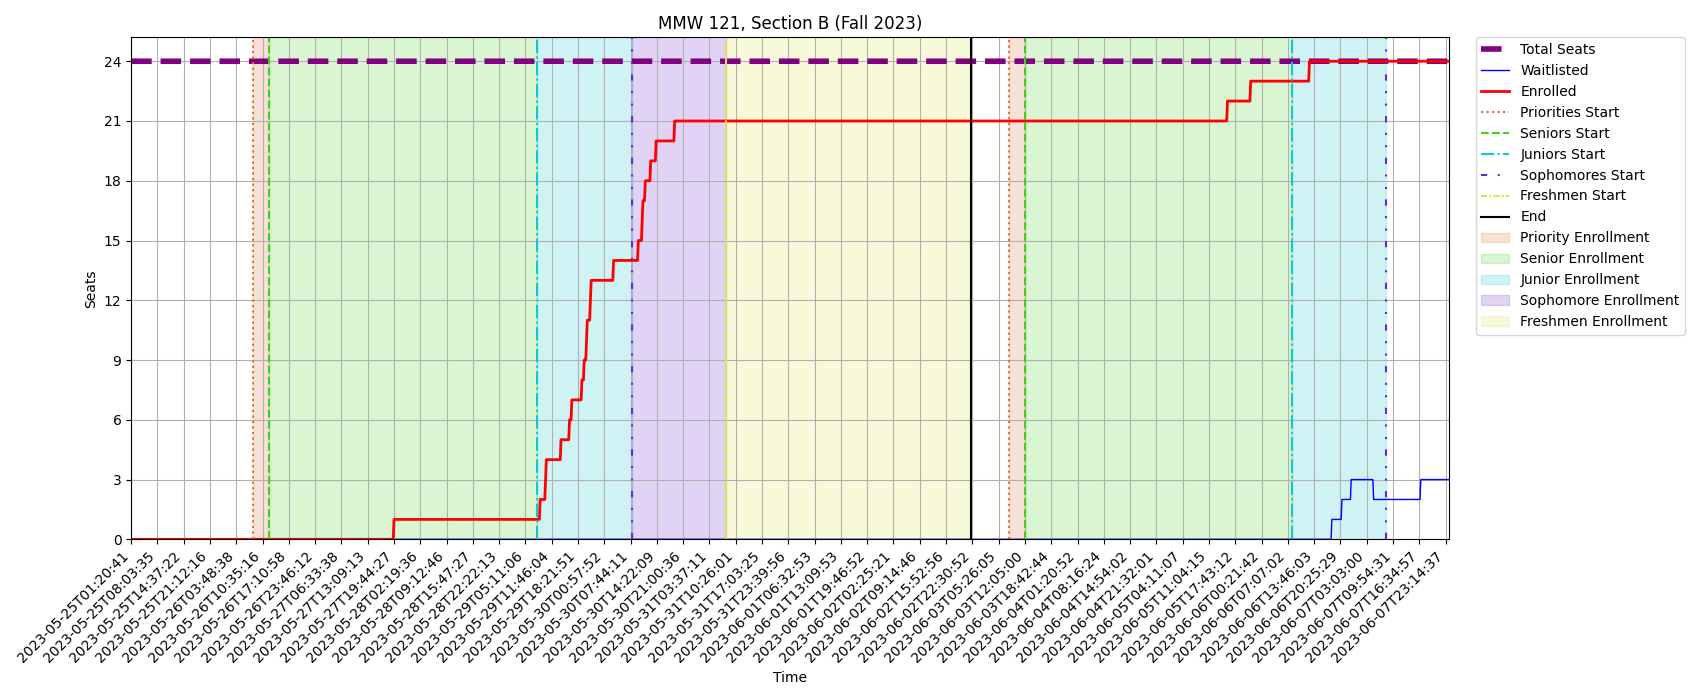 MMW 121, Section B (Fall 2023)
Seats
24
21
18
15
12
9
6
3
0
2023-05-25T01:20:41
2023-05-25T08:03:35
2023-05-25T14:37:22
2023-05-25T21:12:16
2023-05-26T03:48:38
2023-05-26T10:35:16
2023-05-26T17:10:58
2023-05-26T23:46:12
2023-05-27T06:33:38
2023-05-27T13:09:13
2023-05-27T19:44:27
2023-05-28T02:19:36
2023-05-28T09:12:46
2023-05-28T15:47:27
2023-05-28T22:22:13
2023-05-29T05:11:06
2023-05-29T11:46:04
2023-05-29T18:21:51
2023-05-30T00:57:52
2023-05-30T07:44:11
2023-05-30T14:22:09
2023-05-30T21:00:36
2023-05-31T03:37:11
2023-05-31T10:26:01
2023-05-31T17:03:25
2023-05-31T23:39:56
2023-06-01T06:32:53
2023-06-01T13:09:53
2023-06-01T19:46:52
2023-06-02T02:25:21
2023-06-02T09:14:46
2023-06-02T15:52:56
2023-06-02T22:30:52
2023-06-03T05:26:05
2023-06-03T12:05:00
2023-06-03T18:42:44
2023-06-04T01:20:52
2023-06-04T08:16:24
2023-06-04T14:54:02
2023-06-04T21:32:01
2023-06-05T04:11:07
2023-06-05T11:04:15
2023-06-05T17:43:12
2023-06-06T00:21:42
2023-06-06T07:07:02
2023-06-06T13:46:03
2023-06-06T20:25:29
2023-06-07T03:03:00
2023-06-07T09:54:31
2023-06-07T16:34:57
2023-06-07T23:14:37
Time
Total Seats
Waitlisted
Enrolled
Priorities Start
Seniors Start
Juniors Start
Sophomores Start
Freshmen Start
End
Priority Enrollment
Senior Enrollment
Junior Enrollment
Sophomore Enrollment
Freshmen Enrollment